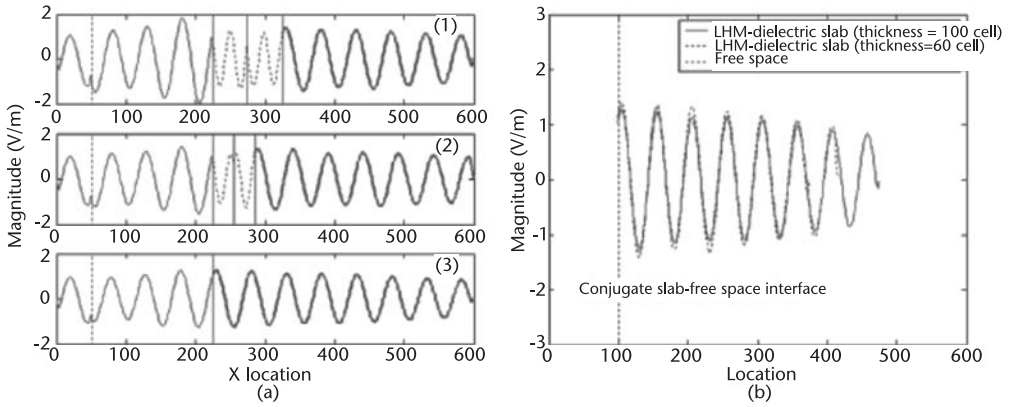 Magnitude (V/m)
2
0
-2
(1)
0 100 200 300 400 500 600
2
0
-2
(2)
0 100 200 300 400 500 600
2
0
-2
(3)
0 100 200 300 400 500 600
X location
(a)
Magnitude (V/m)
3
2
1
0
-1
-2
-3
LHM-dielectric slab (thickness = 100 cell)
LHM-dielectric slab (thickness=60 cell)
Free space
Conjugate slab-free space interface
0 100 200 300 400 500 600
Location
(b)